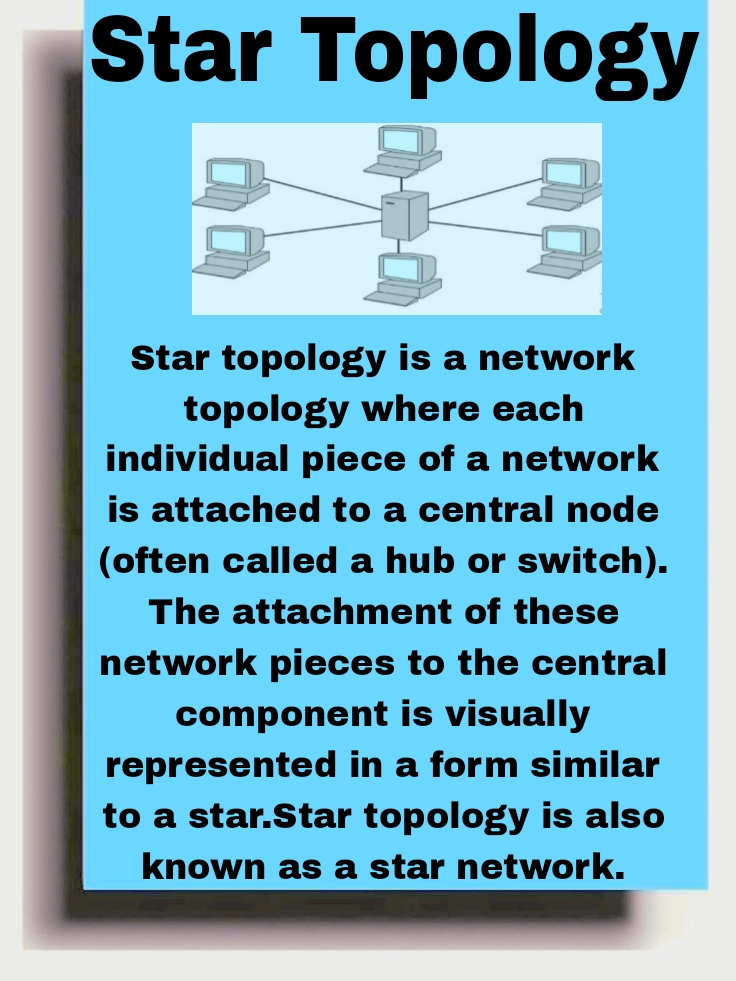 Star Topology
Star topology is a network
topology where each
individual piece of a network
is attached to a central node
(often called a hub or switch).
The attachment of these
network pieces to the central
component is visually
represented in a form similar
to a star.Star topology is also
known as a star network.